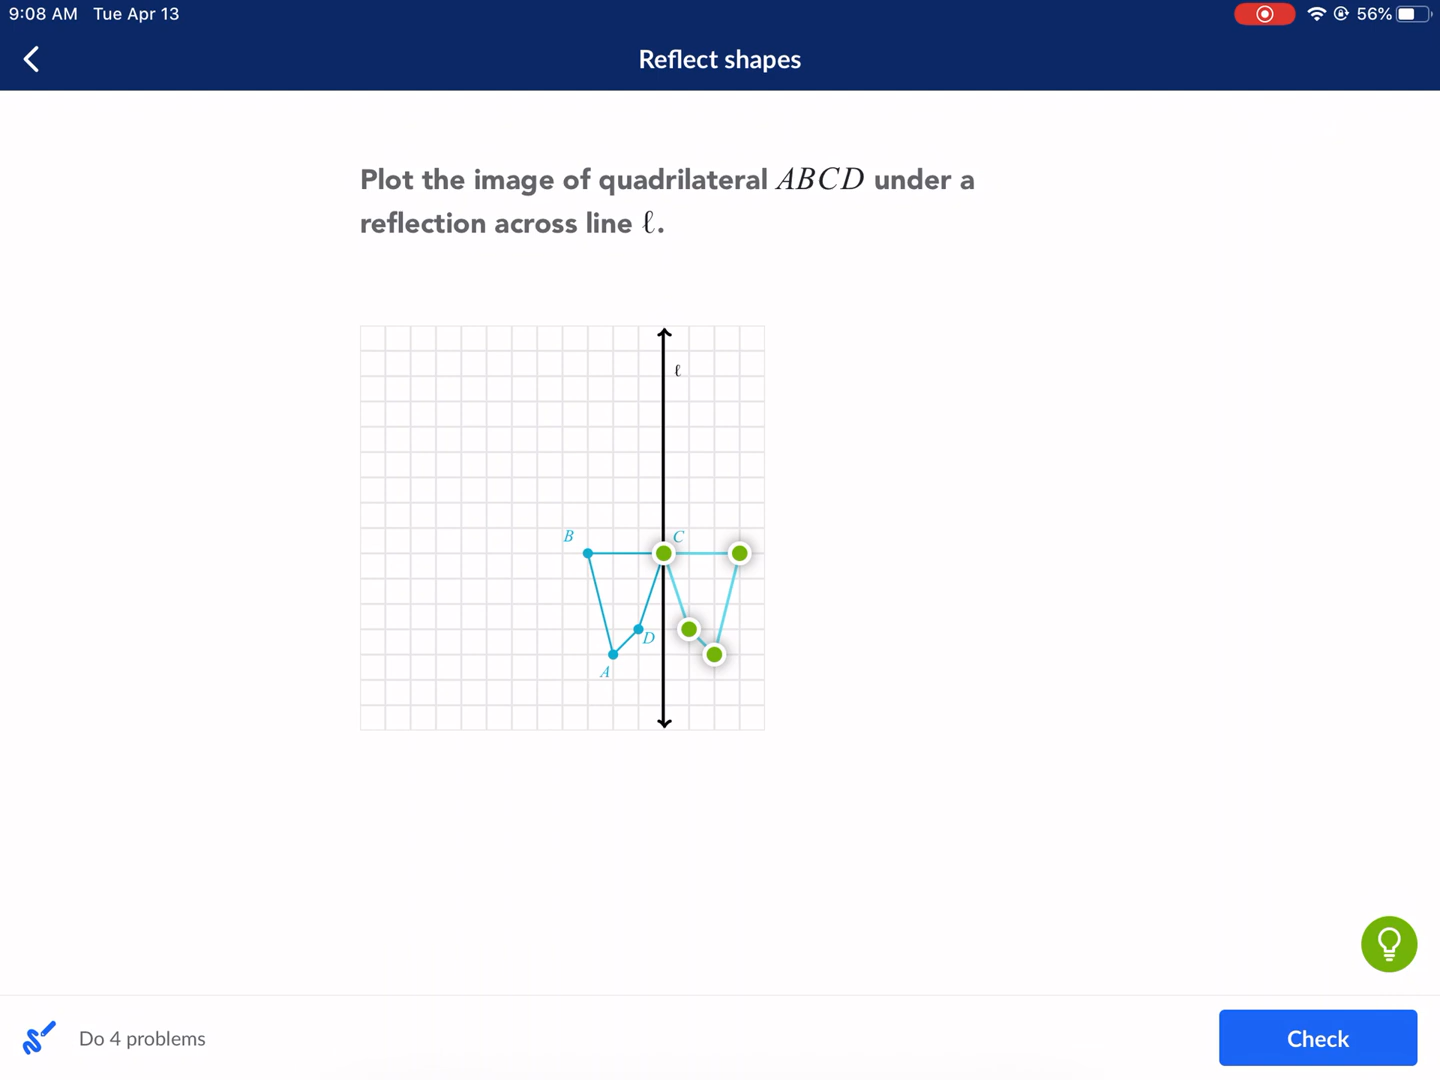 9:08 AM Tue Apr 13
56%
Reflect shapes
Plot the image of quadrilateral ABCD under a
reflection across line ℓ.
ℓ
B
C
D
A
Do 4 problems
Check